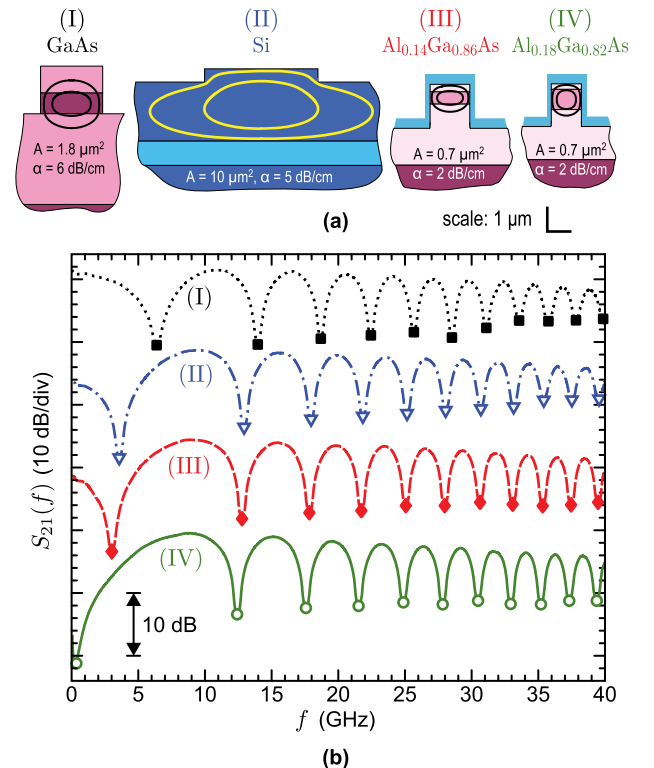 (I) (II) (III) (IV)
GaAs Si Al₀.₁₄Ga₀.₈₆As Al₀.₁₈Ga₀.₈₂As
A = 1.8 µm²
α = 6 dB/cm
A = 10 µm², α = 5 dB/cm
A = 0.7 µm²
α = 2 dB/cm
A = 0.7 µm²
α = 2 dB/cm
(a)
scale: 1 µm
S₂₁(f) (10 dB/div)
(I)
(II)
(III)
(IV)
10 dB
0 5 10 15 20 25 30 35 40
f (GHz)
(b)